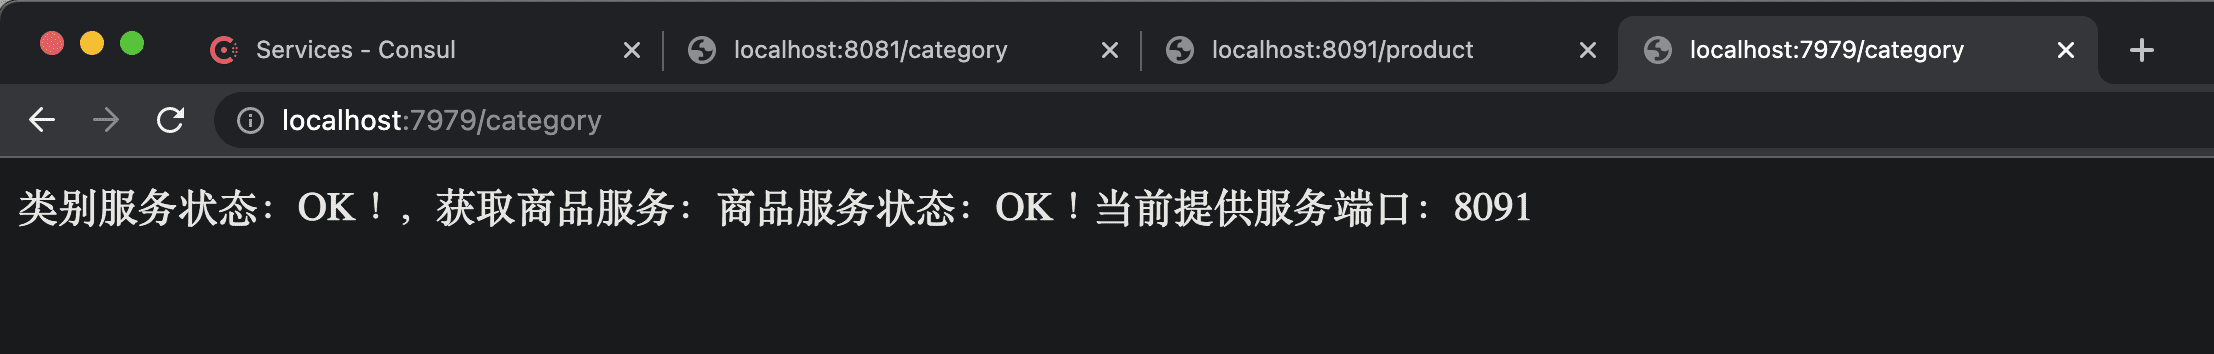 Services - Consul
localhost:8081/category
localhost:8091/product
localhost:7979/category
localhost:7979/category
类别服务状态：OK！，获取商品服务：商品服务状态：OK！当前提供服务端口：8091